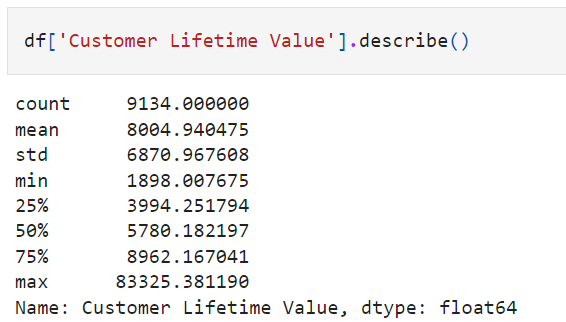 df['Customer Lifetime Value'].describe()
count     9134.000000
mean      8004.940475
std       6870.967608
min       1898.007675
25%       3994.251794
50%       5780.182197
75%       8962.167041
max      83325.381190
Name: Customer Lifetime Value, dtype: float64